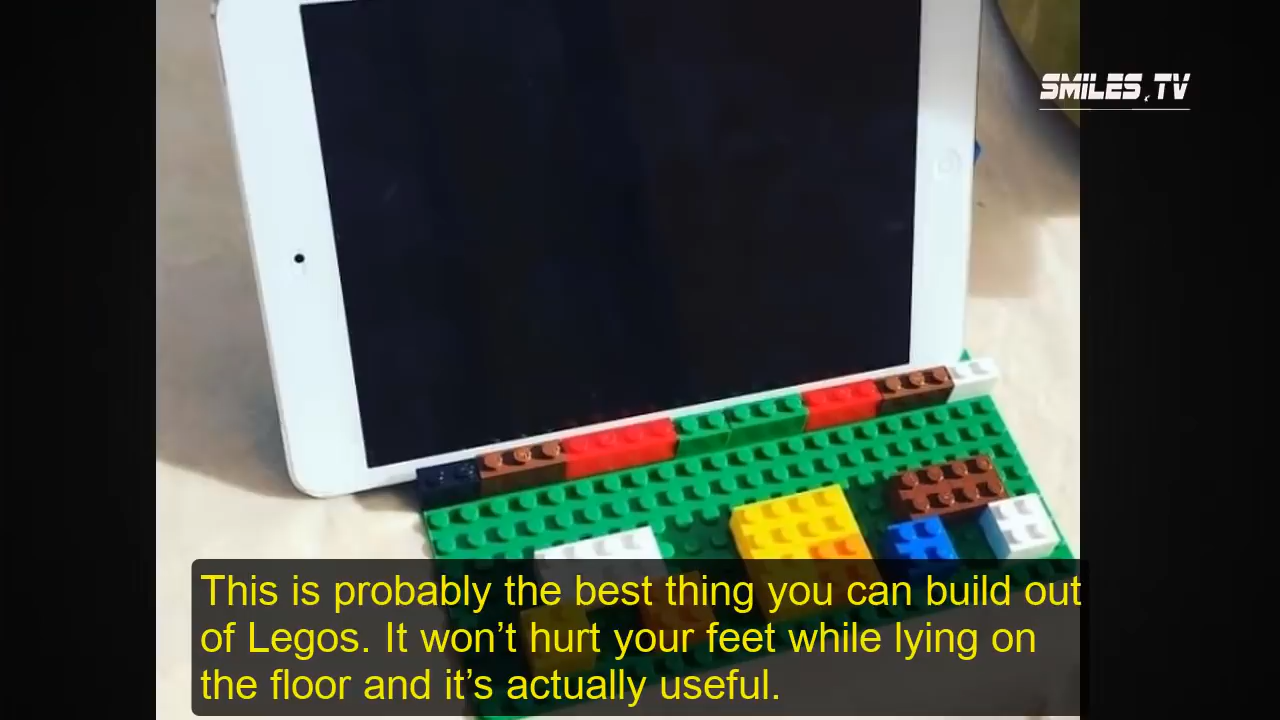 SMILES.TV
This is probably the best thing you can build out
of Legos. It won’t hurt your feet while lying on
the floor and it’s actually useful.